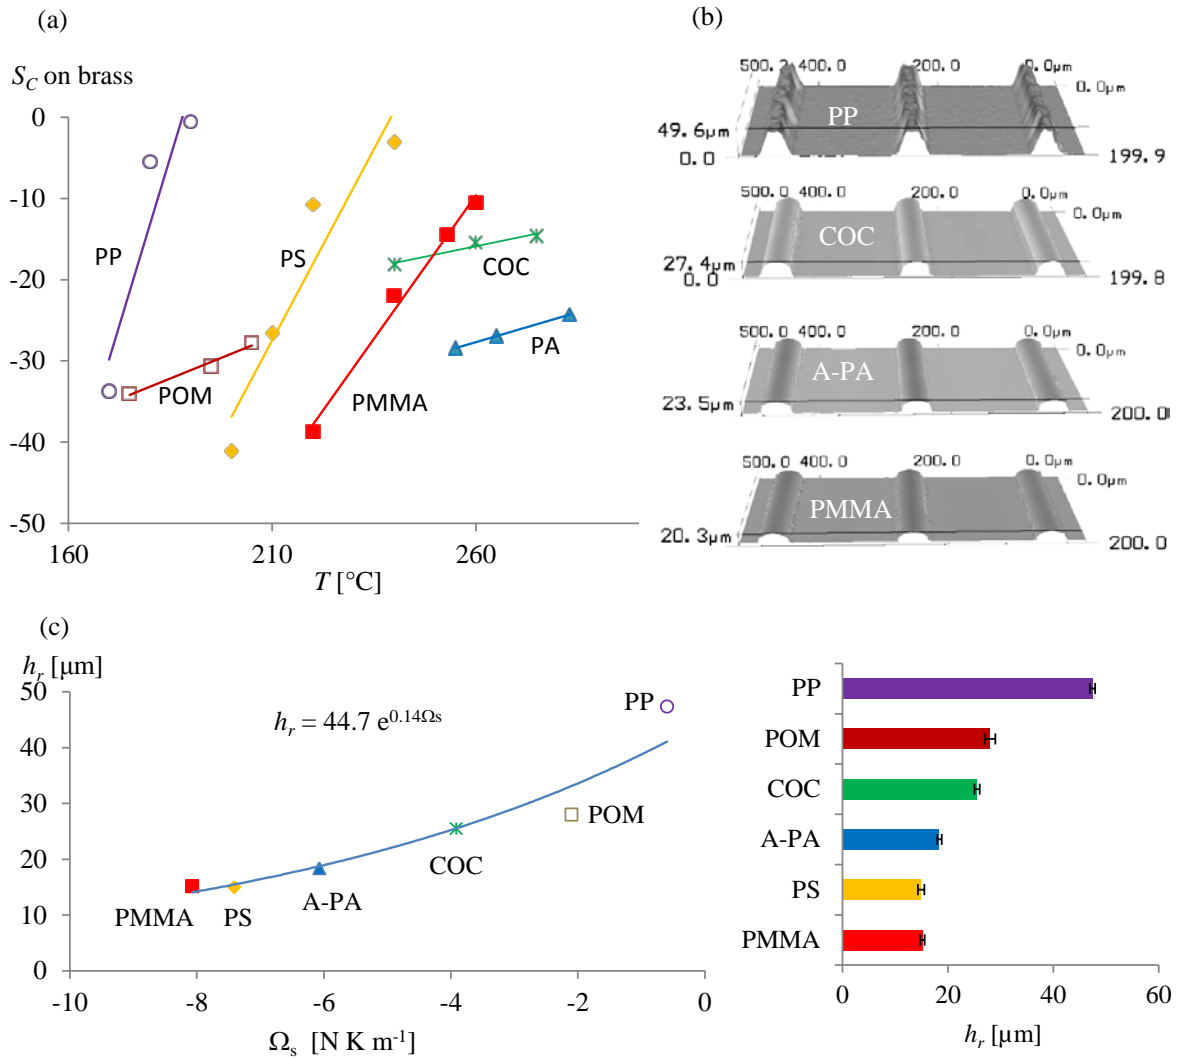 (a)
S_C on brass
0
-10
-20
-30
-40
-50
160
210
260
T [°C]
PP
PS
POM
PMMA
COC
PA
(b)
500.2 400.0 200.0 0.0µm
0.0µm
PP
49.6µm
0.0
199.9
500.0 400.0 200.0 0.0µm
0.0µm
COC
27.4µm
0.0
199.8
500.0 400.0 200.0 0.0µm
0.0µm
A-PA
23.5µm
200.0
500.0 400.0 200.0 0.0µm
0.0µm
PMMA
20.3µm
200.0
(c)
h_r [µm]
50
40
30
20
10
0
-10 -8 -6 -4 -2 0
Ω_s [N K m^-1]
h_r = 44.7 e^0.14Ωs
PP
POM
COC
A-PA
PS
PMMA
PP
POM
COC
A-PA
PS
PMMA
0 20 40 60
h_r [µm]